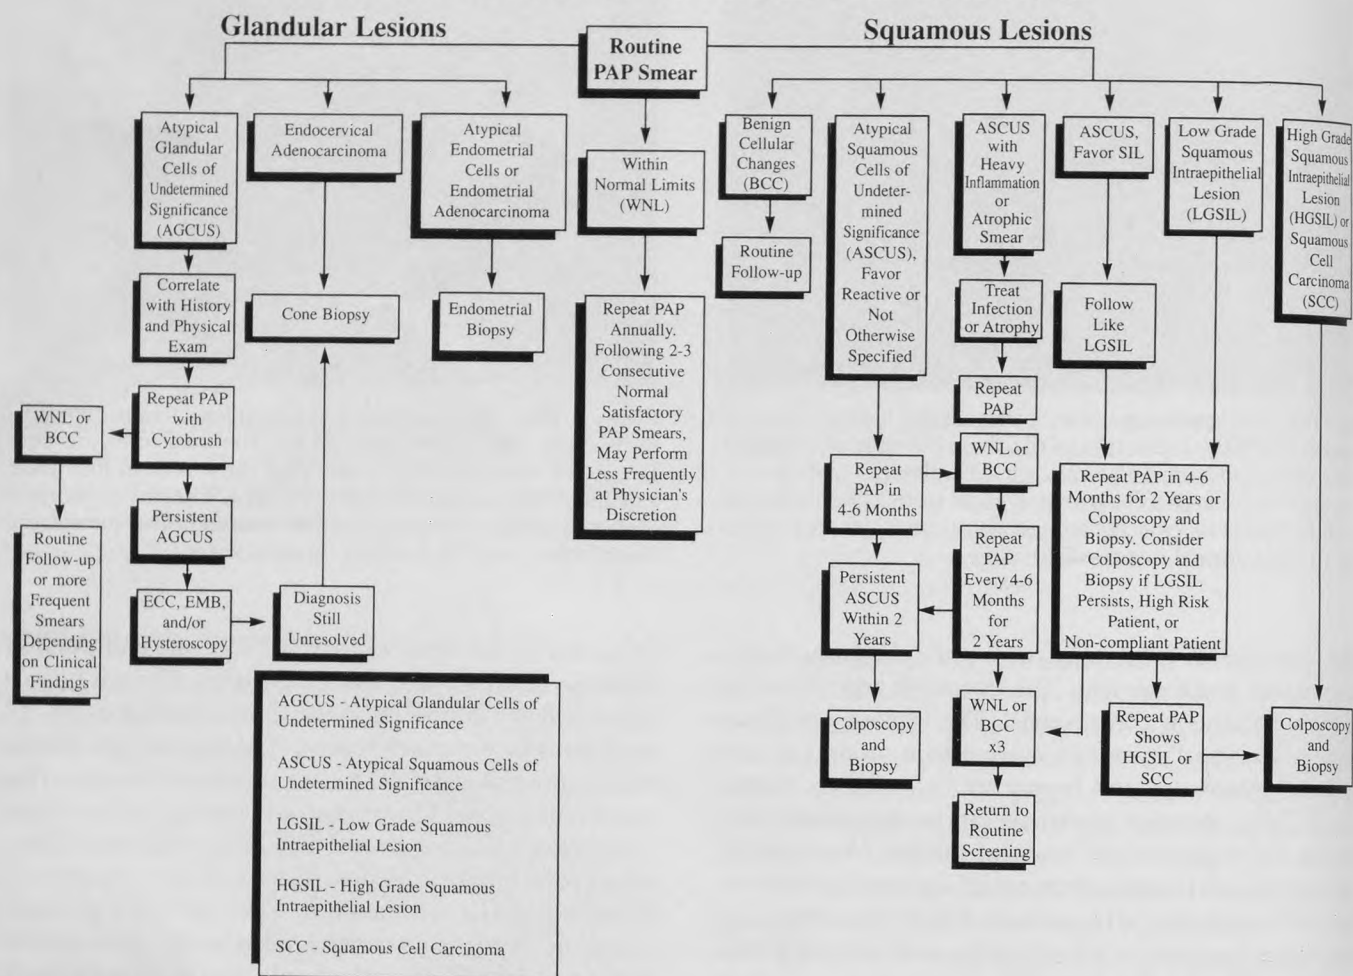 Glandular Lesions
Routine
PAP Smear
Squamous Lesions
Atypical
Glandular
Cells of
Undetermined
Significance
(AGCUS)
Endocervical
Adenocarcinoma
Atypical
Endometrial
Cells or
Endometrial
Adenocarcinoma
Within
Normal Limits
(WNL)
Benign
Cellular
Changes
(BCC)
Atypical
Squamous
Cells of
Undeter-
mined
Significance
(ASCUS),
Favor
Reactive or
Not
Otherwise
Specified
ASCUS
with
Heavy
Inflammation
or
Atrophic
Smear
ASCUS,
Favor SIL
Low Grade
Squamous
Intraepithelial
Lesion
(LGSIL)
High Grade
Squamous
Intraepithelial
Lesion
(HGSIL) or
Squamous
Cell
Carcinoma
(SCC)
Correlate
with History
and Physical
Exam
Cone Biopsy
Endometrial
Biopsy
Repeat PAP
Annually.
Following 2-3
Consecutive
Normal
Satisfactory
PAP Smears,
May Perform
Less Frequently
at Physician's
Discretion
Routine
Follow-up
Treat
Infection
or Atrophy
Follow
Like
LGSIL
Repeat PAP
with
Cytobrush
WNL or
BCC
Repeat
PAP
Persistent
AGCUS
Routine
Follow-up
or more
Frequent
Smears
Depending
on Clinical
Findings
ECC, EMB,
and/or
Hysteroscopy
Diagnosis
Still
Unresolved
Repeat
PAP in
4-6 Months
WNL or
BCC
Repeat PAP in 4-6
Months for 2 Years or
Colposcopy and
Biopsy. Consider
Colposcopy and
Biopsy if LGSIL
Persists, High Risk
Patient, or
Non-compliant Patient
Persistent
ASCUS
Within 2
Years
Repeat
PAP
Every 4-6
Months
for
2 Years
Colposcopy
and
Biopsy
WNL or
BCC
x3
Repeat PAP
Shows
HGSIL or
SCC
Colposcopy
and
Biopsy
Return to
Routine
Screening
AGCUS - Atypical Glandular Cells of
Undetermined Significance
ASCUS - Atypical Squamous Cells of
Undetermined Significance
LGSIL - Low Grade Squamous
Intraepithelial Lesion
HGSIL - High Grade Squamous
Intraepithelial Lesion
SCC - Squamous Cell Carcinoma